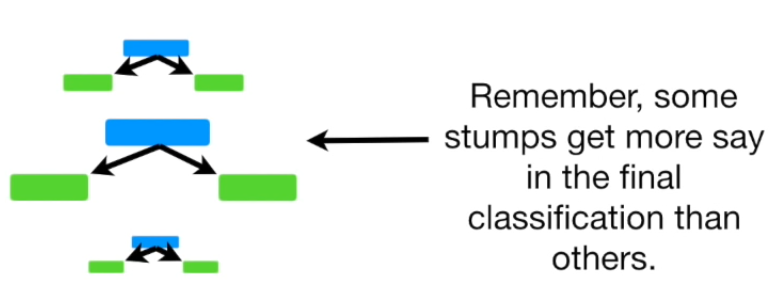 Remember, some
stumps get more say
in the final
classification than
others.